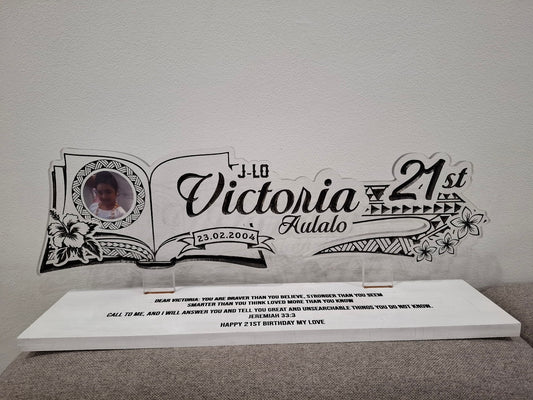 J-LO
Victoria
Aulalo
21st
23.02.2004
DEAR VICTORIA: YOU ARE BRAVER THAN YOU BELIEVE, STRONGER THAN YOU SEEM
SMARTER THAN YOU THINK LOVED MORE THAN YOU KNOW
CALL TO ME, AND I WILL ANSWER YOU AND TELL YOU GREAT AND UNSEARCHABLE THINGS YOU DO NOT KNOW.
JEREMIAH 33:3
HAPPY 21ST BIRTHDAY MY LOVE